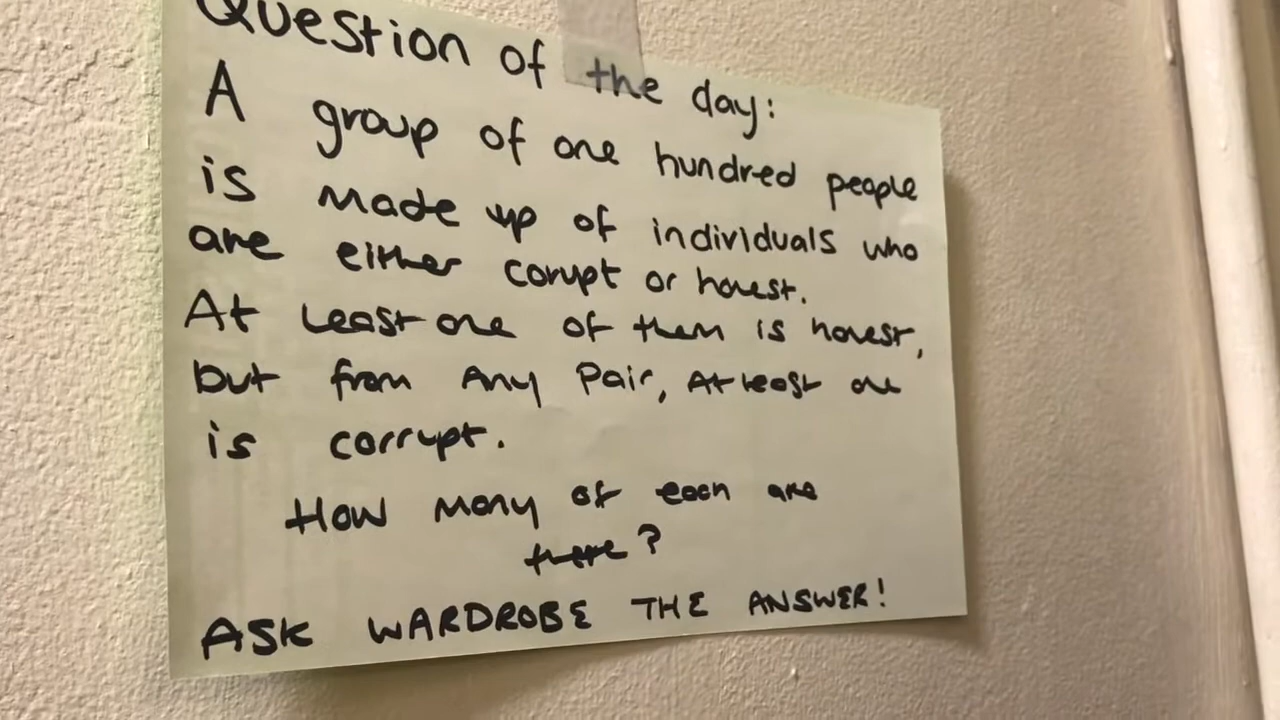 Question of the day:
A group of one hundred people
is made up of individuals who
are either corupt or honest.
At least one of them is honest,
but from any pair, at least one
is corrupt.
How many of each are
there?
ASK WARDROBE THE ANSWER!